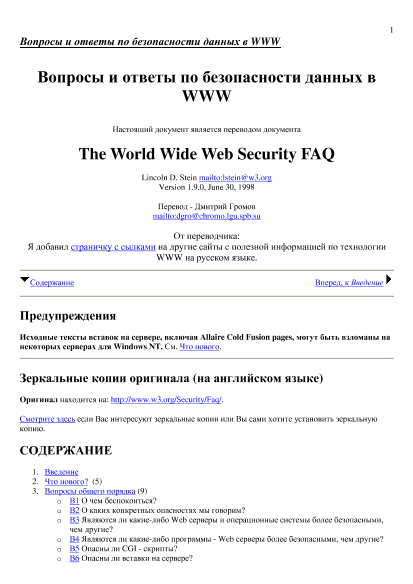 1
Вопросы и ответы по безопасности данных в WWW
Вопросы и ответы по безопасности данных в
WWW
Настоящий документ является переводом документа
The World Wide Web Security FAQ
Lincoln D. Stein mailto:lstein@w3.org
Version 1.9.0, June 30, 1998
Перевод - Дмитрий Громов
mailto:dgro@chromo.lgu.spb.su
От переводчика:
Я добавил страничку с сылками на другие сайты с полезной информацией по технологии
WWW на русском языке.
Содержание
Вперед, к Введение
Предупреждения
Исходные тексты вставок на сервере, включая Allaire Cold Fusion pages, могут быть взломаны на
некоторых серверах для Windows NT. См. Что нового.
Зеркальные копии оригинала (на английском языке)
Оригинал находится на: http://www.w3.org/Security/Faq/.
Смотрите здесь если Вас интересуют зеркальные копии или Вы сами хотите установить зеркальную
копию.
СОДЕРЖАНИЕ
1. Введение
2. Что нового? (5)
3. Вопросы общего порядка (9)
o В1 О чем беспокоиться?
o В2 О каких конкретных опасностях мы говорим?
o В3 Являются ли какие-либо Web серверы и операционные системы более безопасными,
чем другие?
o В4 Являются ли какие-либо программы - Web серверы более безопасными, чем другие?
o В5 Опасны ли CGI - скрипты?
o В6 Опасны ли вставки на сервере?